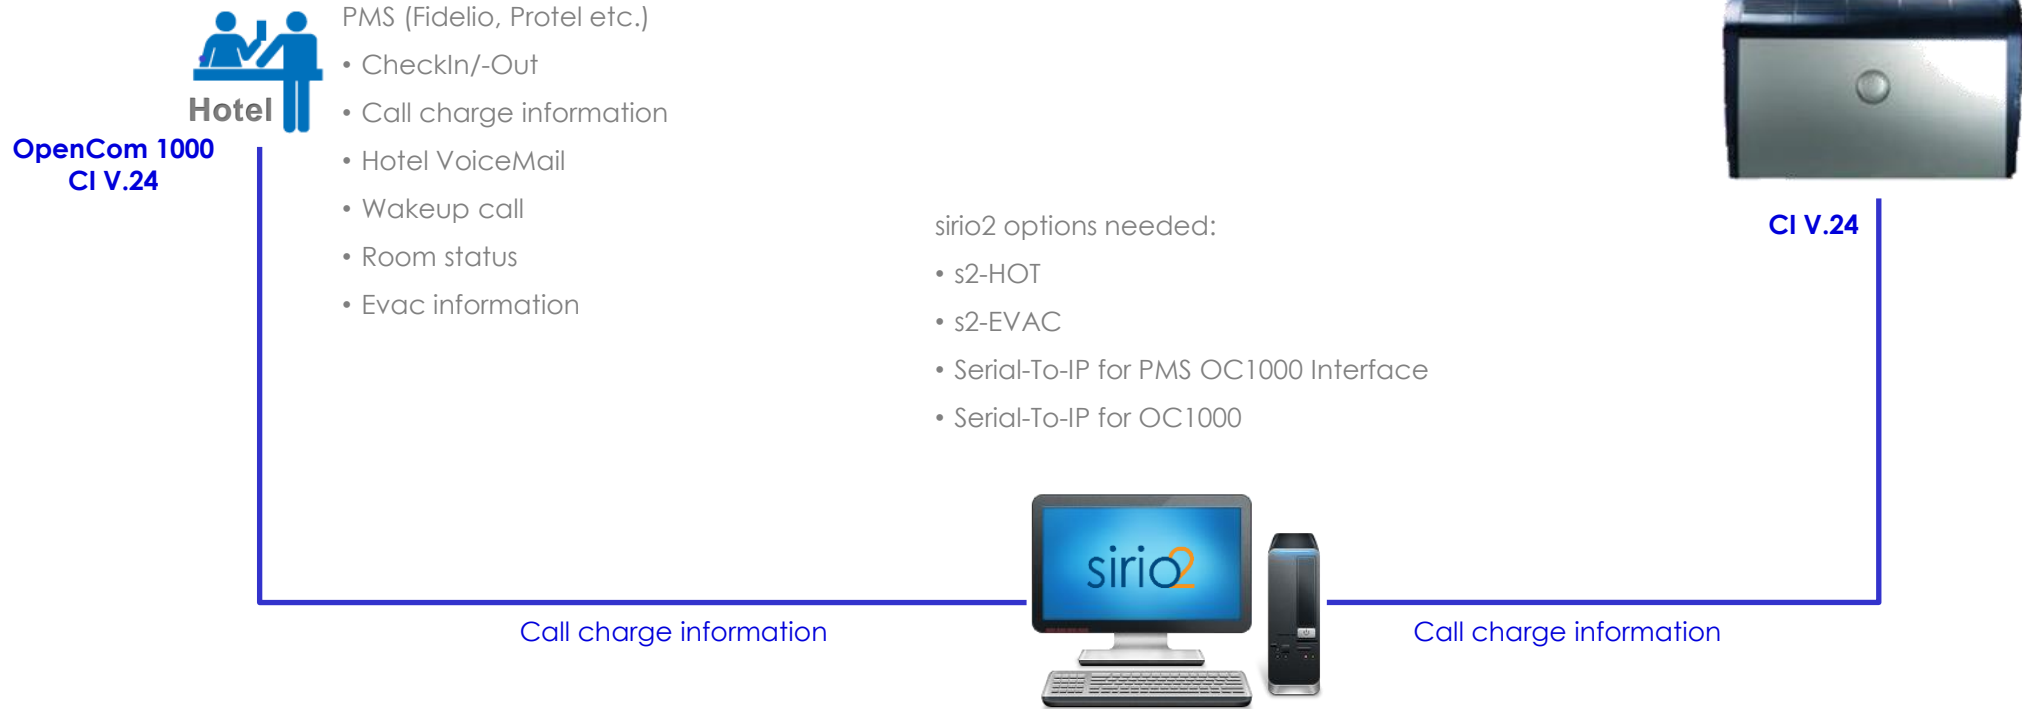 PMS (Fidelio, Protel etc.)
• CheckIn/-Out
• Call charge information
• Hotel VoiceMail
• Wakeup call
• Room status
• Evac information
Hotel
OpenCom 1000
CI V.24
sirio2 options needed:
• s2-HOT
• s2-EVAC
• Serial-To-IP for PMS OC1000 Interface
• Serial-To-IP for OC1000
CI V.24
sirio2
Call charge information
Call charge information